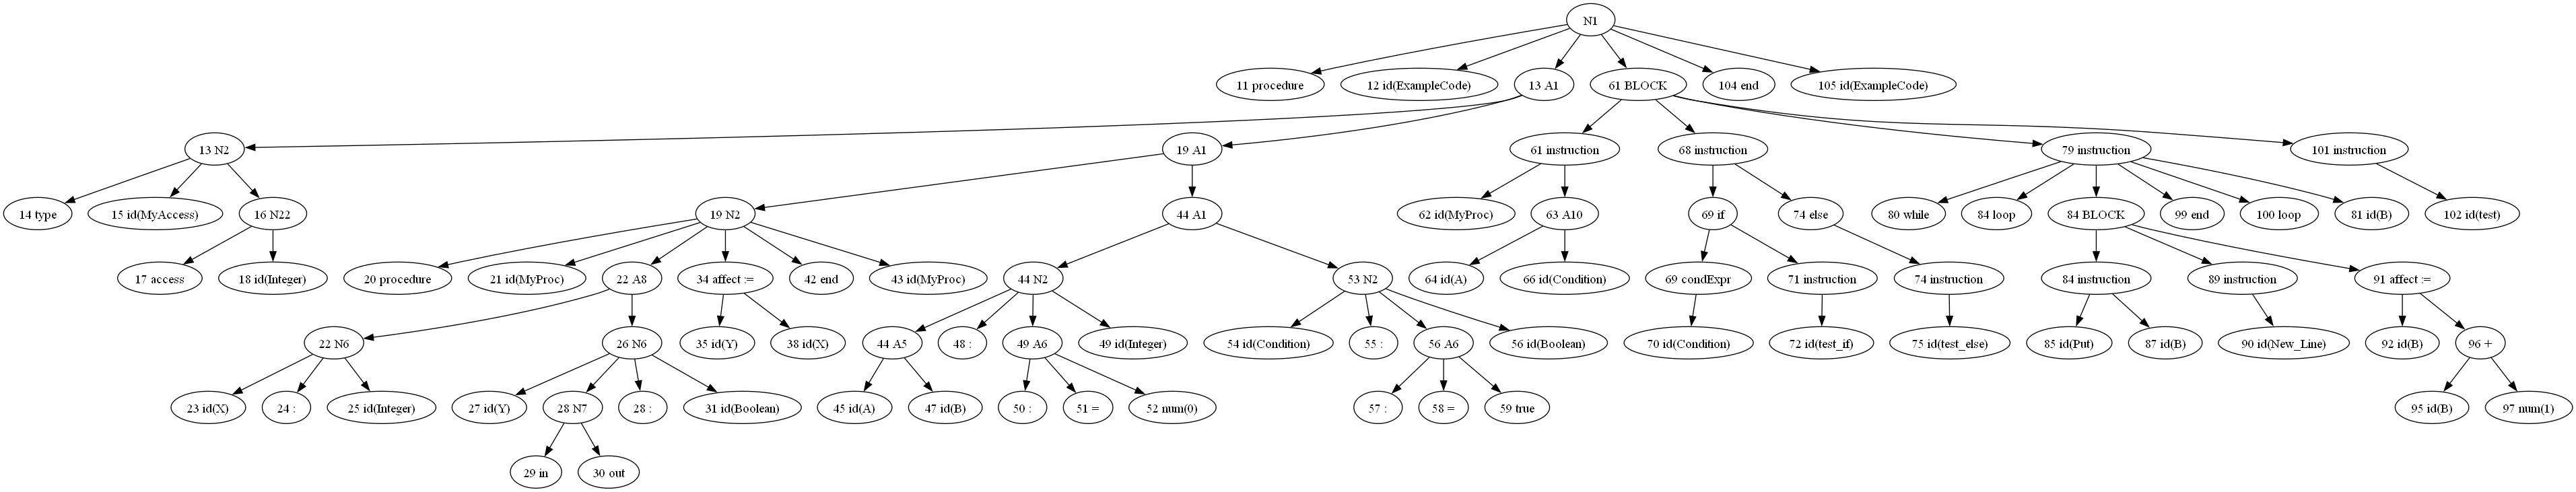 N1
11 procedure
12 id(ExampleCode)
13 A1
61 BLOCK
104 end
105 id(ExampleCode)
13 N2
19 A1
61 instruction
68 instruction
79 instruction
101 instruction
14 type
15 id(MyAccess)
16 N22
19 N2
44 A1
62 id(MyProc)
63 A10
69 if
74 else
80 while
84 loop
84 BLOCK
99 end
100 loop
81 id(B)
102 id(test)
17 access
18 id(Integer)
20 procedure
21 id(MyProc)
22 A8
34 affect :=
42 end
43 id(MyProc)
44 N2
53 N2
64 id(A)
66 id(Condition)
69 condExpr
71 instruction
74 instruction
84 instruction
89 instruction
91 affect :=
22 N6
26 N6
35 id(Y)
38 id(X)
44 A5
48 :
49 A6
49 id(Integer)
54 id(Condition)
55 :
56 A6
56 id(Boolean)
70 id(Condition)
72 id(test_if)
75 id(test_else)
85 id(Put)
87 id(B)
90 id(New_Line)
92 id(B)
96 +
23 id(X)
24 :
25 id(Integer)
27 id(Y)
28 N7
28 :
31 id(Boolean)
45 id(A)
47 id(B)
50 :
51 =
52 num(0)
57 :
58 =
59 true
95 id(B)
97 num(1)
29 in
30 out